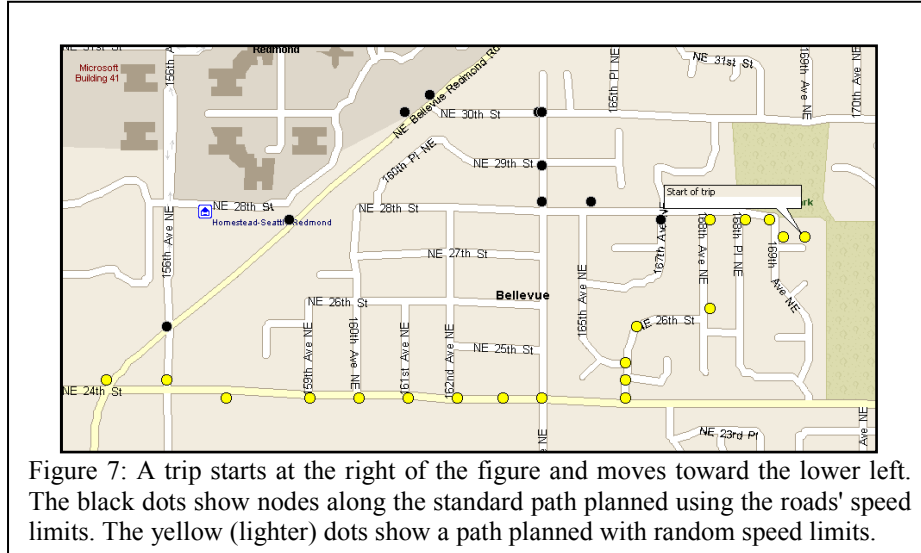 NE 31st St
Redmond
Microsoft
Building 41
156th A
NE Bellevue Redmond Ro
165th Pl NE
NE 31st St
169th Ave NE
170th Ave N
NE 30th St
160th Pl NE
NE 29th St
Start of trip
rk
NE 28th St
Homestead-Seattle/Redmond
NE 28th St
156th Ave NE
167th Ave NE
168th Ave NE
168th Pl NE
169th Ave NE
NE 27th St
Bellevue
NE 26th St
165th Ave NE
NE 26th St
159th Ave NE
160th Ave NE
161st Ave NE
162nd Ave NE
NE 25th St
NE 24th St
NE
NE 23rd Pl
Ave NE
Figure 7: A trip starts at the right of the figure and moves toward the lower left.
The black dots show nodes along the standard path planned using the roads' speed
limits. The yellow (lighter) dots show a path planned with random speed limits.